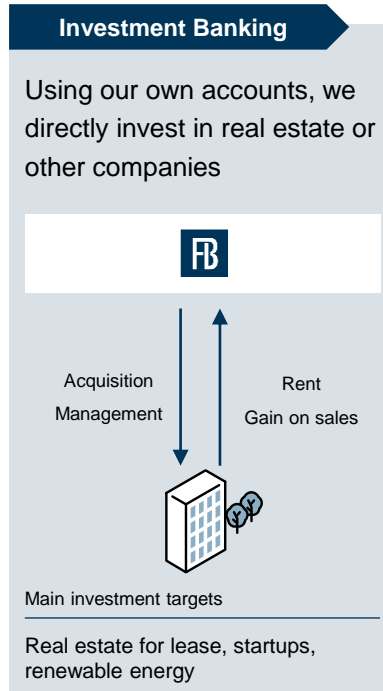 Investment Banking
Using our own accounts, we
directly invest in real estate or
other companies
FB
Acquisition
Management
Rent
Gain on sales
Main investment targets
Real estate for lease, startups,
renewable energy